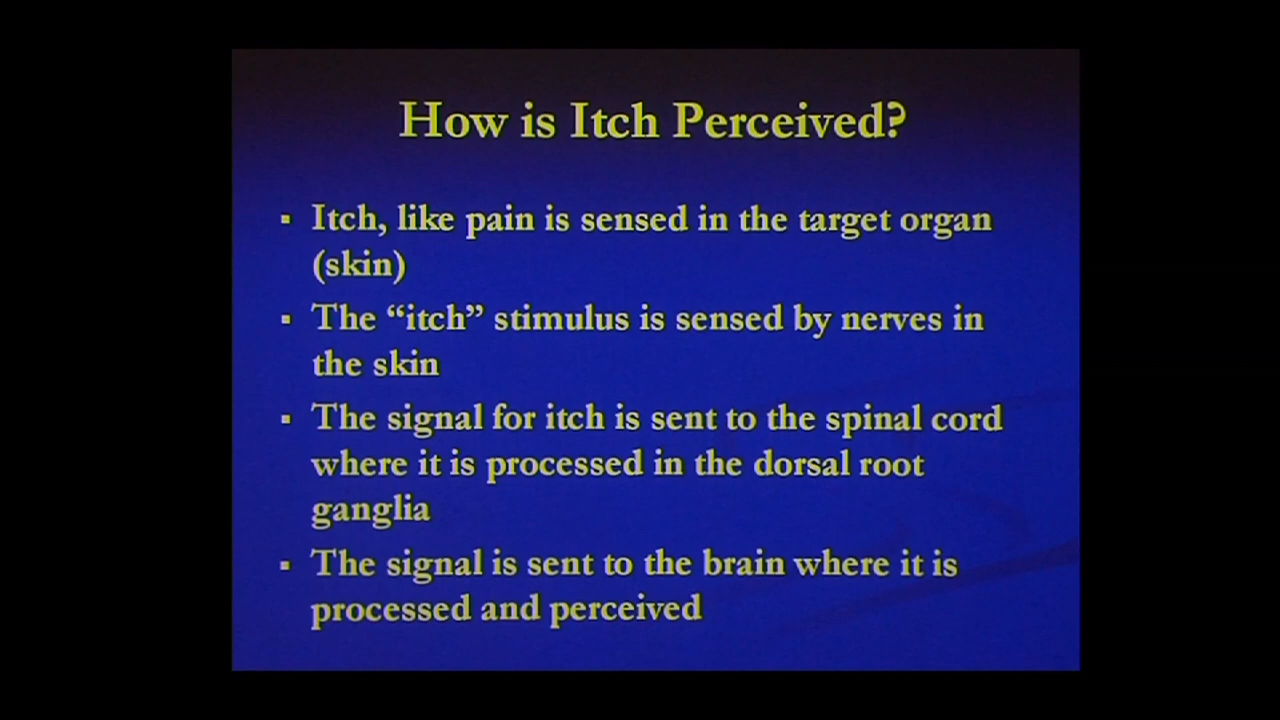 How is Itch Perceived?
▪ Itch, like pain is sensed in the target organ
(skin)
▪ The “itch” stimulus is sensed by nerves in
the skin
▪ The signal for itch is sent to the spinal cord
where it is processed in the dorsal root
ganglia
▪ The signal is sent to the brain where it is
processed and perceived